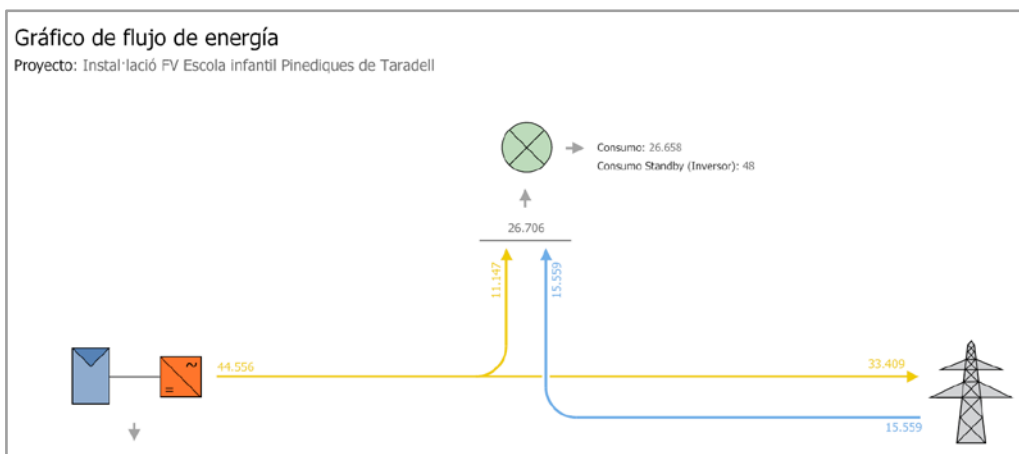 Gráfico de flujo de energía
Proyecto: Instal·lació FV Escola infantil Pinediques de Taradell
Consumo: 26.658
Consumo Standby (Inversor): 48
26.706
11.147
15.559
44.556
33.409
15.559